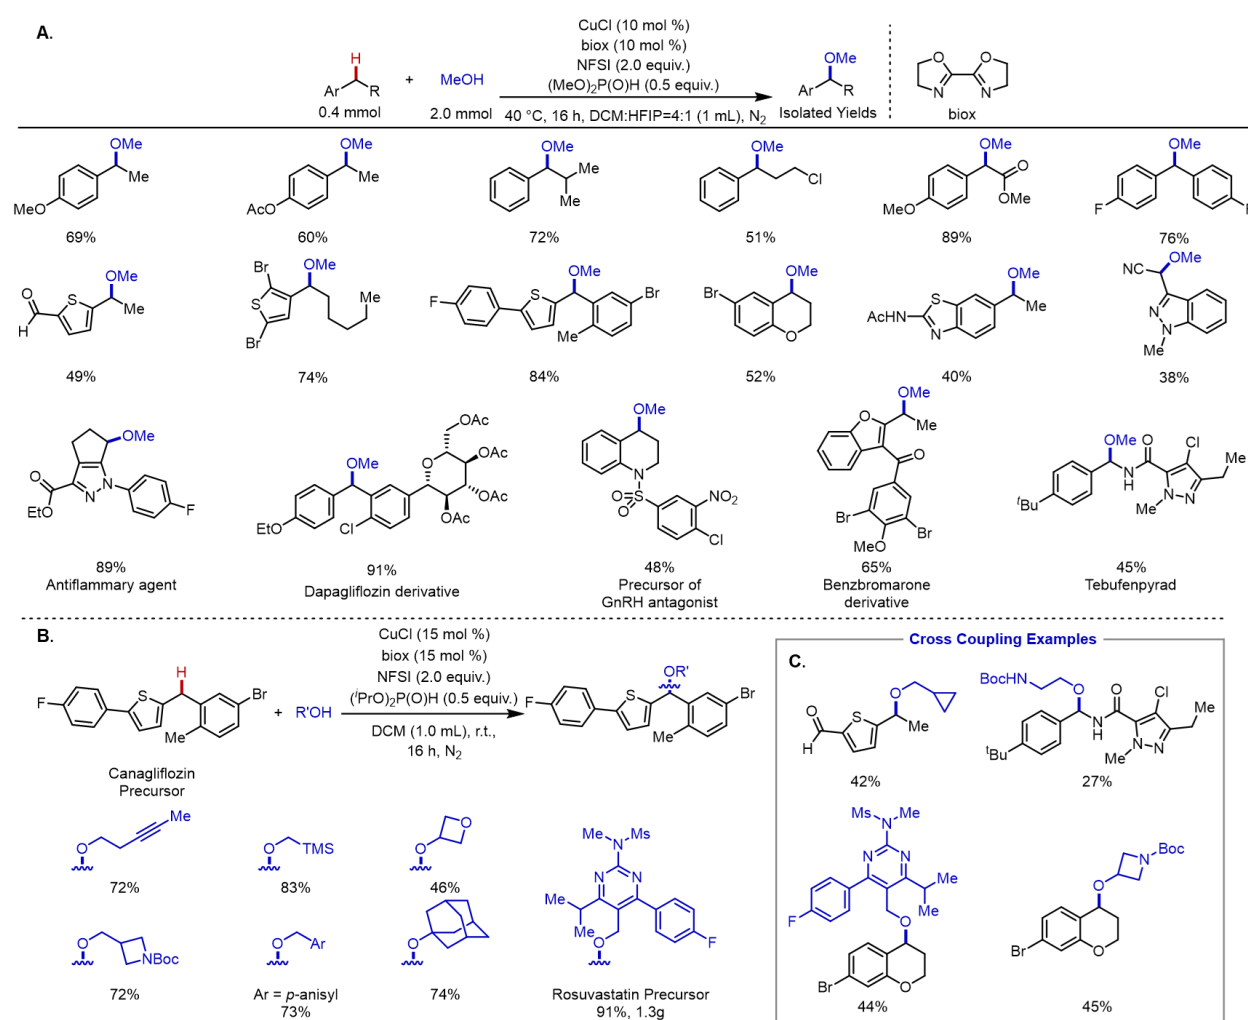 A.
CuCl (10 mol %)
biox (10 mol %)
NFSI (2.0 equiv.)
(MeO)2P(O)H (0.5 equiv.)
40 °C, 16 h, DCM:HFIP=4:1 (1 mL), N2
H
Ar R
0.4 mmol
+
MeOH
2.0 mmol
OMe
Ar R
Isolated Yields
O O
N N
biox
OMe
Me
MeO
69%
OMe
Me
AcO
60%
OMe
Me
Me
72%
OMe
Cl
51%
OMe
O
OMe
MeO
89%
OMe
F F
76%
OMe
O
S
Me
H
49%
OMe
Br
S
Me
Br
74%
OMe
F
S
Br
Me
84%
OMe
Br
O
52%
OMe
S
Me
AcHN
N
40%
NC OMe
N
N
Me
38%
OMe
O
EtO
N N
F
89%
Antiflammary agent
OAc
OMe
O
OAc
OAc
OAc
EtO
Cl
91%
Dapagliflozin derivative
OMe
N
O S
O
NO2
Cl
48%
Precursor of
GnRH antagonist
OMe
O
Me
O
Br
Br
MeO
65%
Benzbromarone
derivative
OMe O Cl
Me
N
H
tBu
N N
Me
45%
Tebufenpyrad
B.
CuCl (15 mol %)
biox (15 mol %)
NFSI (2.0 equiv.)
(iPrO)2P(O)H (0.5 equiv.)
DCM (1.0 mL), r.t.,
16 h, N2
H
F
S
Br
Me
Canagliflozin
Precursor
+
R'OH
OR'
F
S
Br
Me
Me
O
72%
O
TMS
83%
O
O
46%
O
NBoc
72%
O
Ar
Ar = p-anisyl
73%
O
74%
Me Ms
N
N N
Me
Me
O
F
Rosuvastatin Precursor
91%, 1.3g
Cross Coupling Examples
C.
O
O
S
Me
H
42%
BocHN
O
O Cl
Me
NH
tBu
N N
Me
27%
Ms Me
N
N N
Me
Me
F
O
Br
O
44%
Boc
N
O
Br
O
45%